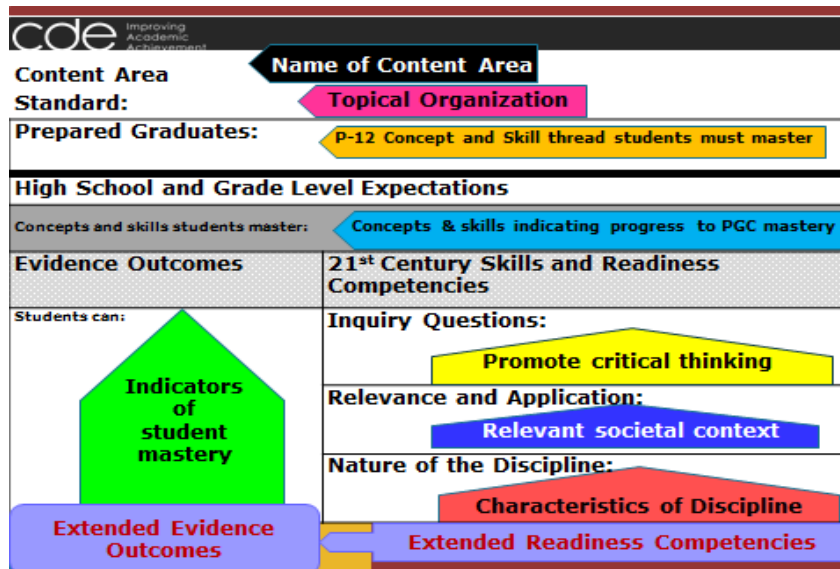 cde Improving
Academic
Achievement
Content Area
Name of Content Area
Standard:
Topical Organization
Prepared Graduates:
P-12 Concept and Skill thread students must master
High School and Grade Level Expectations
Concepts and skills students master:
Concepts & skills indicating progress to PGC mastery
Evidence Outcomes
21st Century Skills and Readiness
Competencies
Students can:
Indicators
of
student
mastery
Inquiry Questions:
Promote critical thinking
Relevance and Application:
Relevant societal context
Nature of the Discipline:
Characteristics of Discipline
Extended Evidence
Outcomes
Extended Readiness Competencies